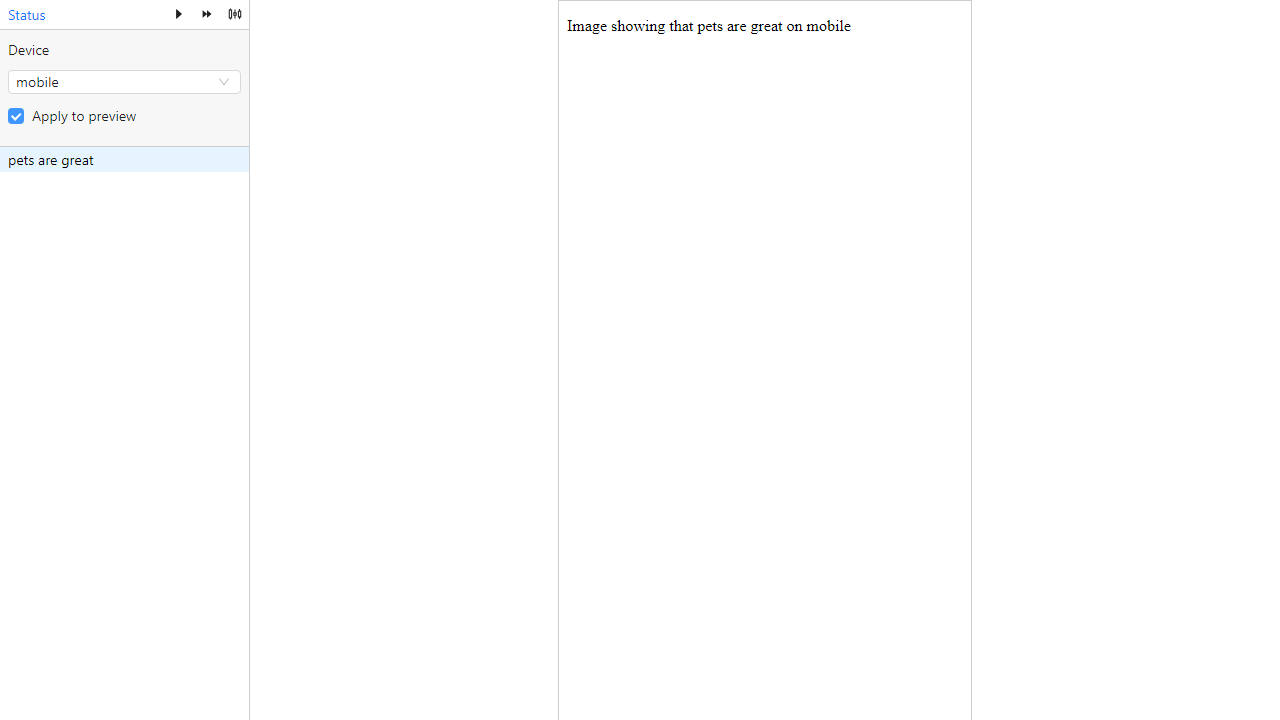 Status
Device
mobile
Apply to preview
pets are great
Image showing that pets are great on mobile